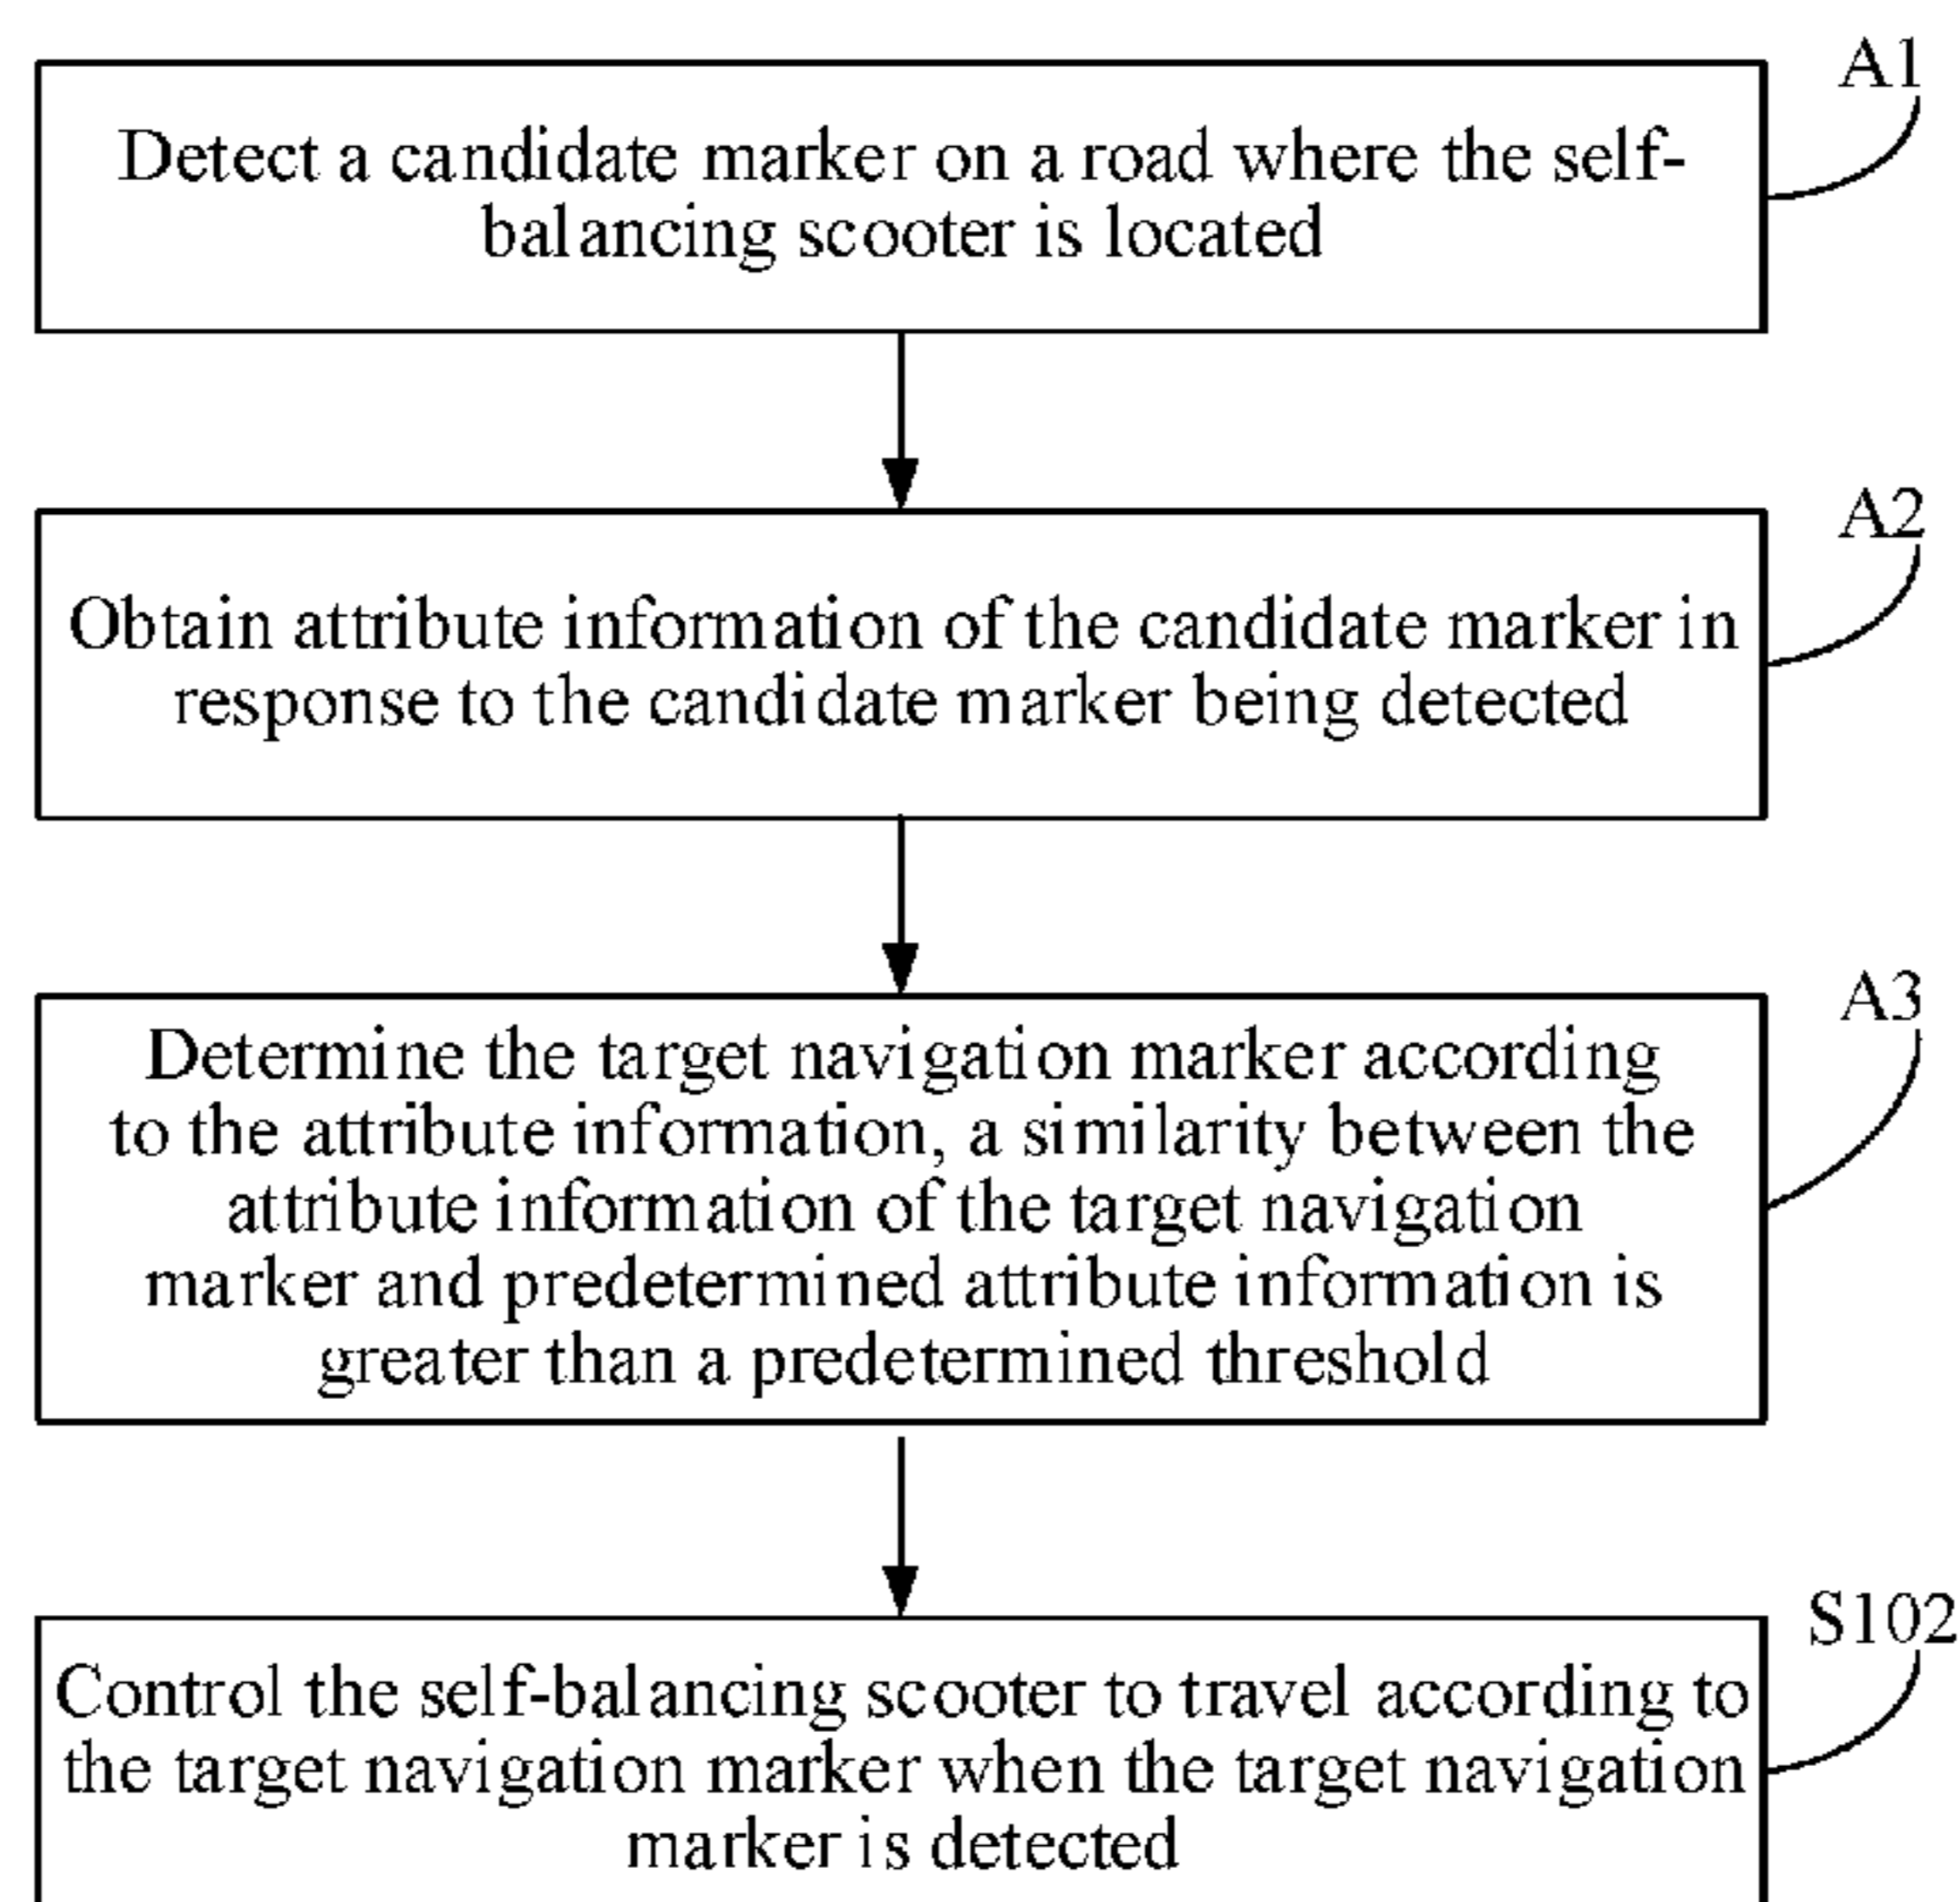 A1
Detect a candidate marker on a road where the self-
balancing scooter is located
A2
Obtain attribute information of the candidate marker in
response to the candidate marker being detected
A3
Determine the target navigation marker according
to the attribute information, a similarity between the
attribute information of the target navigation
marker and predetermined attribute information is
greater than a predetermined threshold
S102
Control the self-balancing scooter to travel according to
the target navigation marker when the target navigation
marker is detected